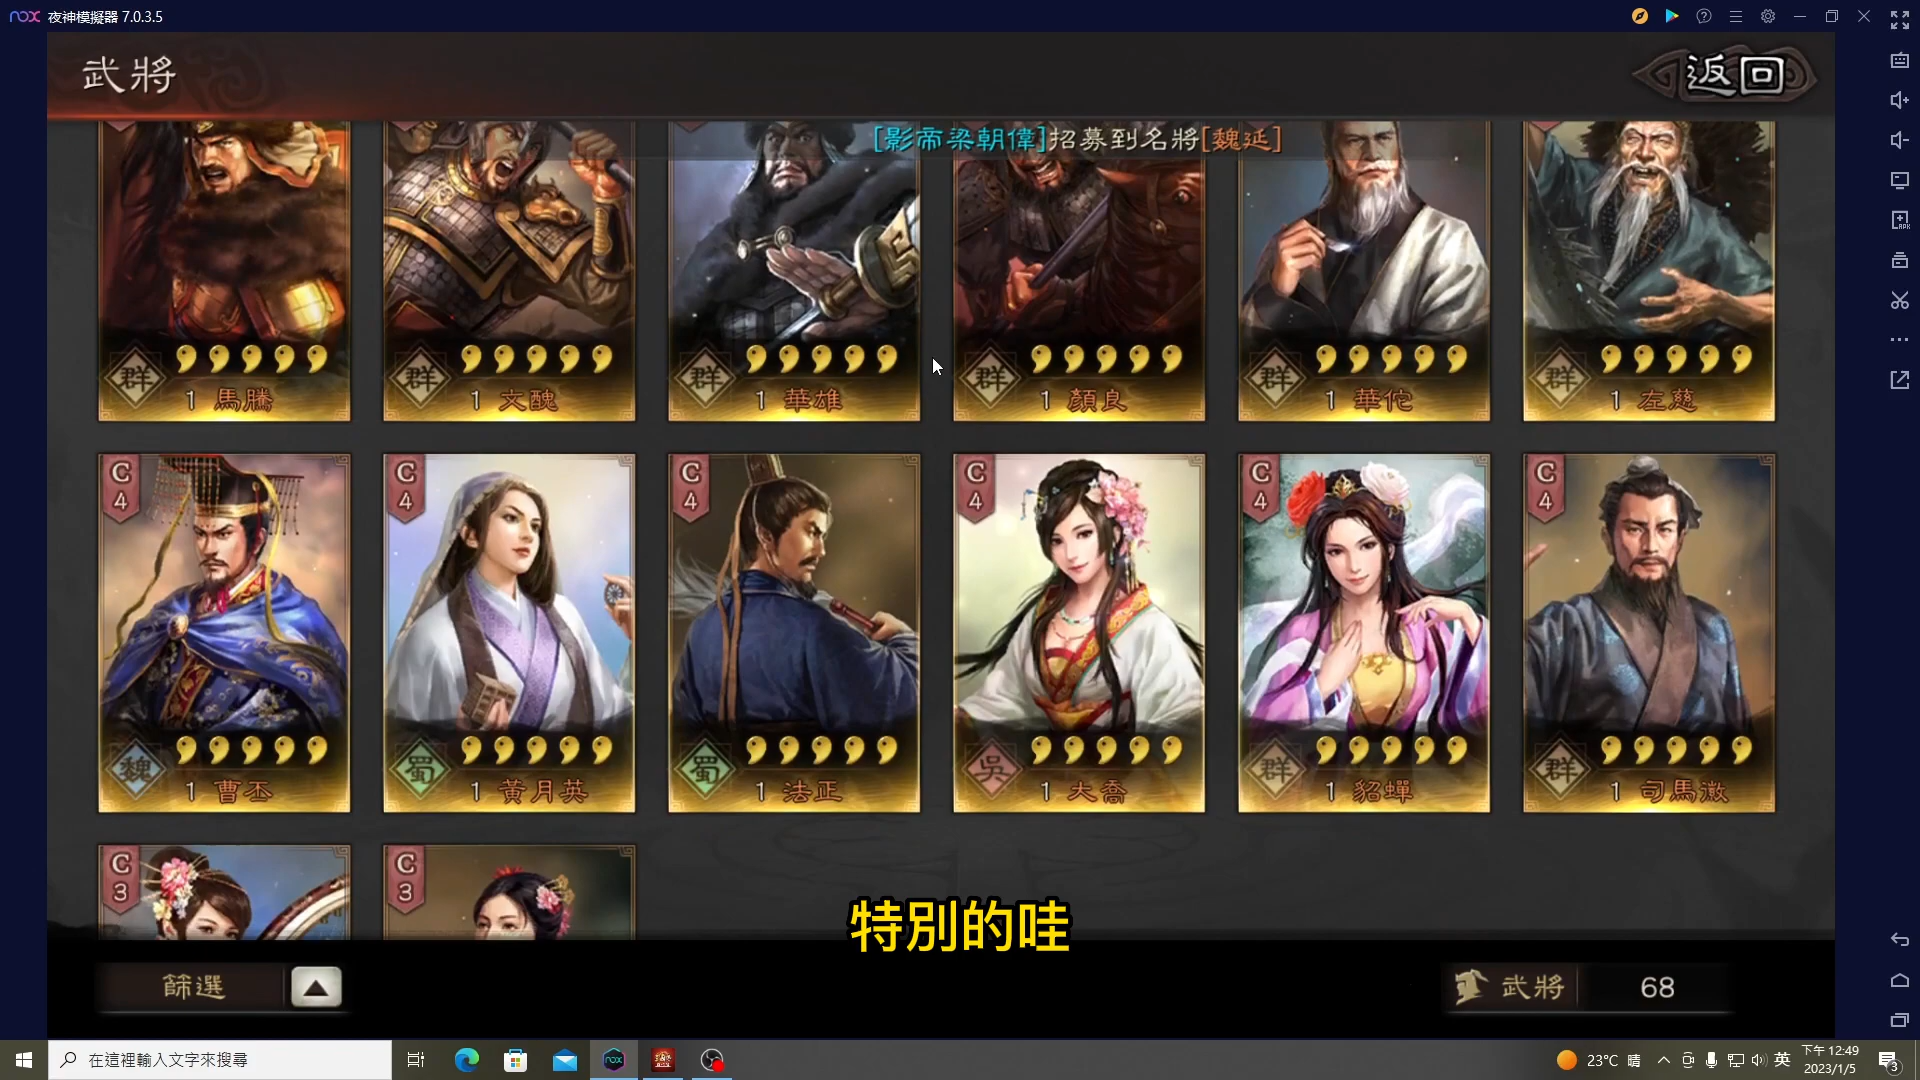 nox 夜神模擬器 7.0.3.5
武將
返回
[影帝梁朝偉]招募到名將[魏延]
群 1 馬騰
群 1 文醜
群 1 華雄
群 1 顏良
群 1 華佗
群 1 左慈
C 4 魏 1 曹丕
C 4 蜀 1 黃月英
C 4 蜀 1 法正
C 4 吳 1 大喬
C 4 群 1 貂蟬
C 4 群 1 司馬徽
C 3
C 3
特別的哇
篩選
武將 68
在這裡輸入文字來搜尋
nox
23°C 晴
英
下午 12:49
2023/1/5
3